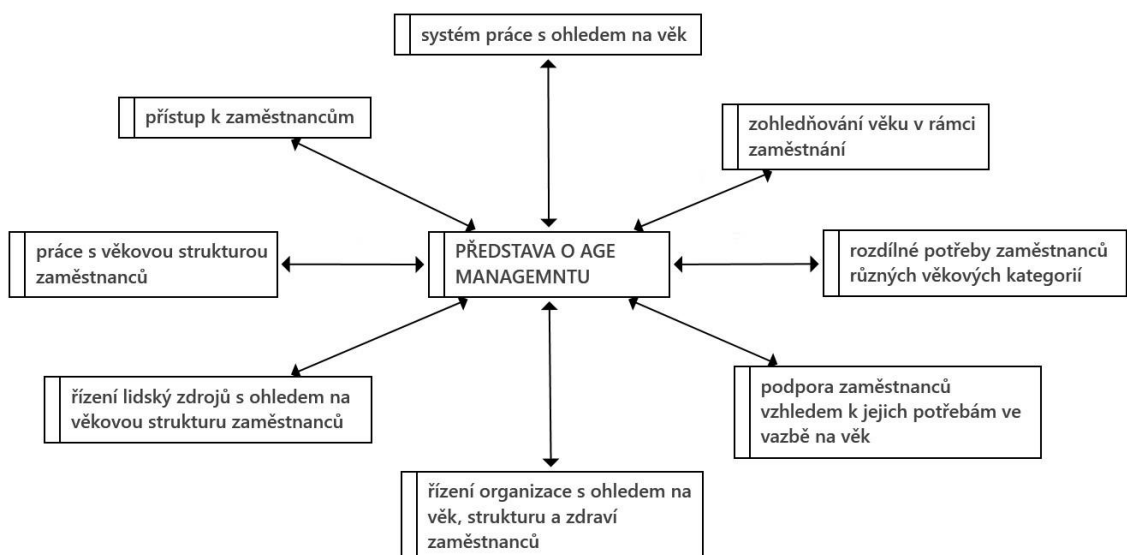 systém práce s ohledem na věk
přístup k zaměstnancům
zohledňování věku v rámci
zaměstnání
práce s věkovou strukturou
zaměstnanců
PŘEDSTAVA O AGE
MANAGEMNTU
rozdílné potřeby zaměstnanců
různých věkových kategorií
řízení lidský zdrojů s ohledem na
věkovou strukturu zaměstnanců
podpora zaměstnanců
vzhledem k jejich potřebám ve
vazbě na věk
řízení organizace s ohledem na
věk, strukturu a zdraví
zaměstnanců